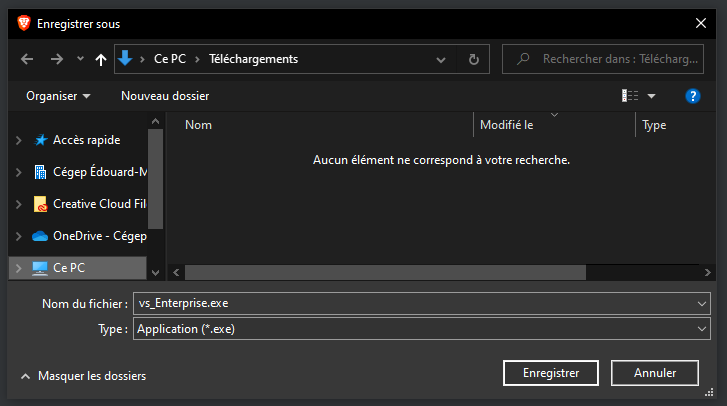 Enregistrer sous
Ce PC > Téléchargements
Rechercher dans : Télécharg...
Organiser
Nouveau dossier
?
Nom
Modifié le
Type
Accès rapide
Aucun élément ne correspond à votre recherche.
Cégep Édouard-M
Creative Cloud File
OneDrive - Cégep
Ce PC
Nom du fichier :
vs_Enterprise.exe
Type :
Application (*.exe)
Masquer les dossiers
Enregistrer
Annuler